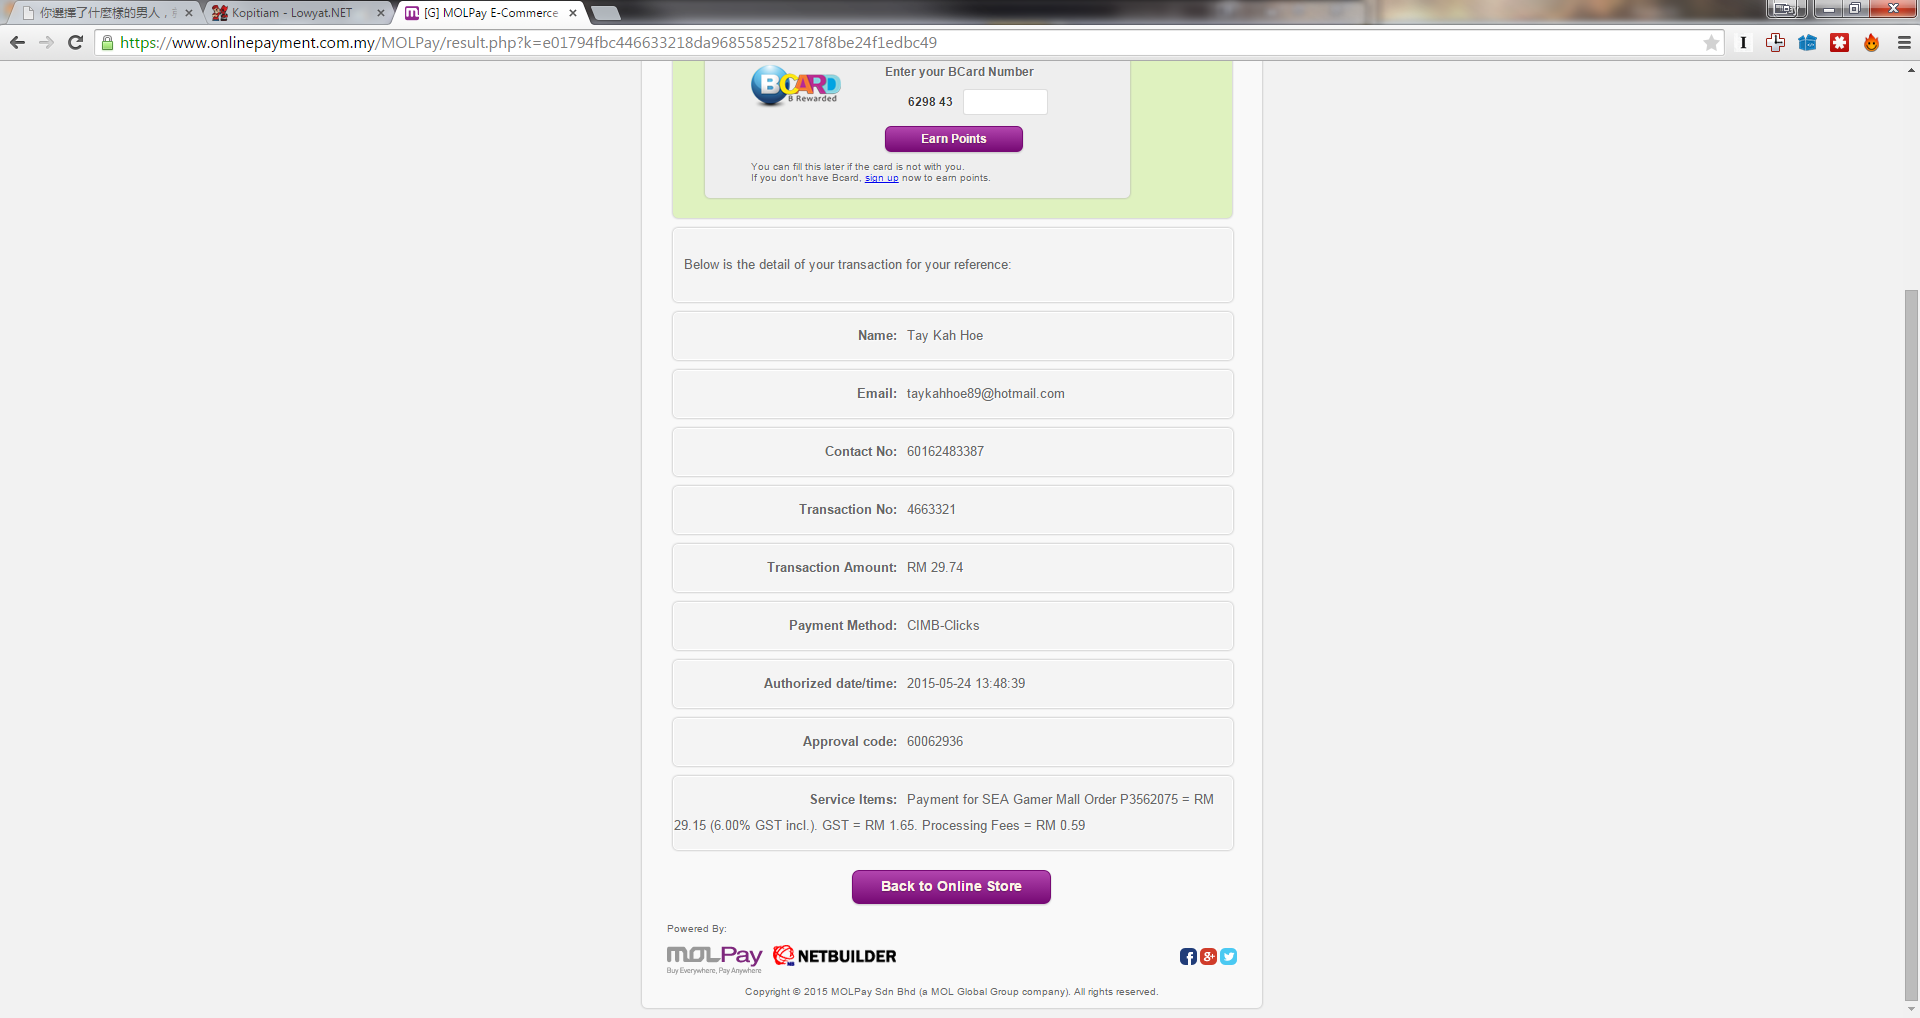 你選擇了什麼樣的男人，
Kopitiam - Lowyat.NET
[G] MOLPay E-Commerce
https://www.onlinepayment.com.my/MOLPay/result.php?k=e01794fbc446633218da9685585252178f8be24f1edbc49
BCARD
B Rewarded
Enter your BCard Number
6298 43
Earn Points
You can fill this later if the card is not with you.
If you don't have Bcard, sign up now to earn points.
Below is the detail of your transaction for your reference:
Name: Tay Kah Hoe
Email: taykahhoe89@hotmail.com
Contact No: 60162483387
Transaction No: 4663321
Transaction Amount: RM 29.74
Payment Method: CIMB-Clicks
Authorized date/time: 2015-05-24 13:48:39
Approval code: 60062936
Service Items: Payment for SEA Gamer Mall Order P3562075 = RM
29.15 (6.00% GST incl.). GST = RM 1.65. Processing Fees = RM 0.59
Back to Online Store
Powered By:
MOLPay NETBUILDER
Buy Everywhere, Pay Anywhere
Copyright © 2015 MOLPay Sdn Bhd (a MOL Global Group company). All rights reserved.